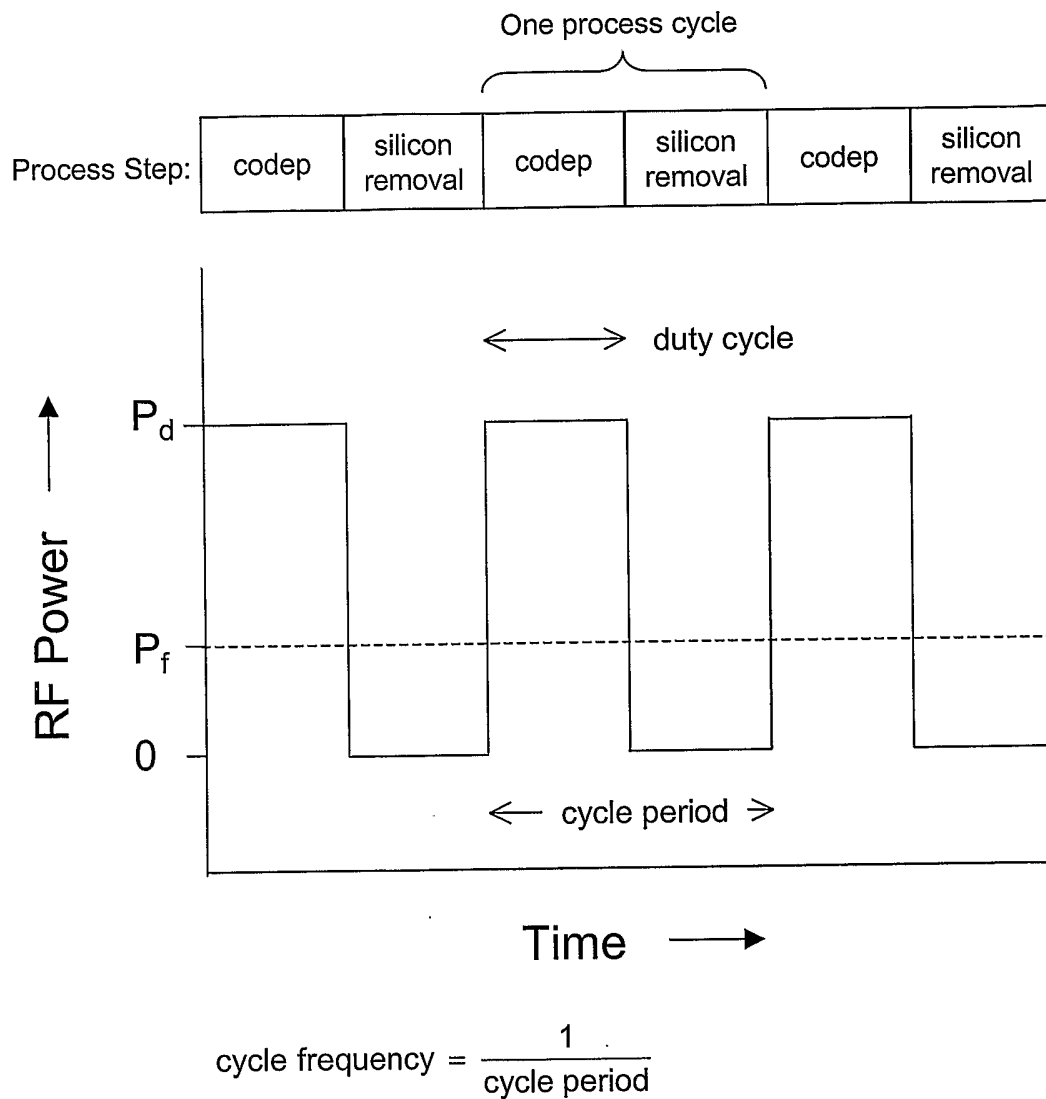 One process cycle
Process Step:
codep
silicon
removal
codep
silicon
removal
codep
silicon
removal
duty cycle
P_d
P_f
0
RF Power
cycle period
Time
cycle frequency = 1 / cycle period